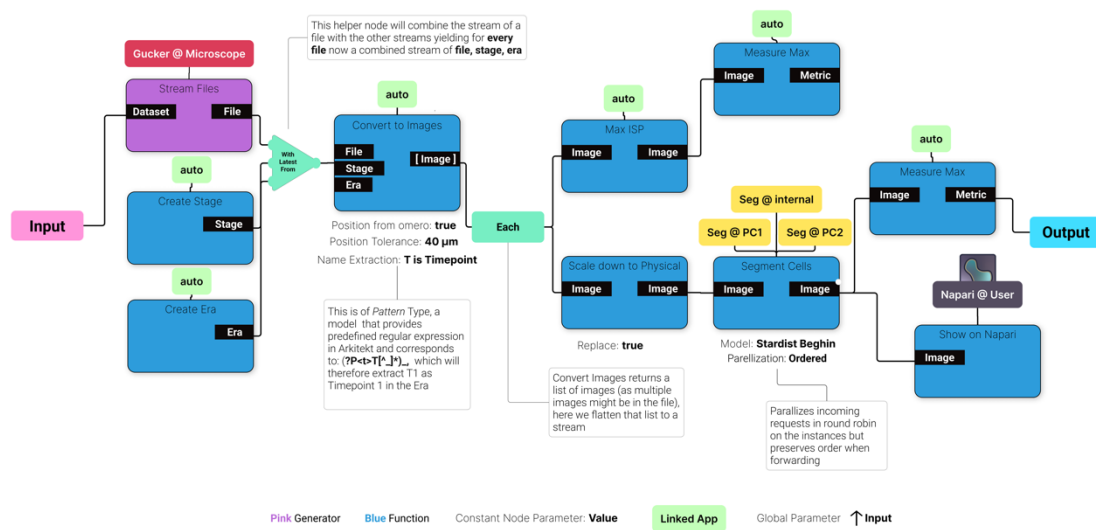 This helper node will combine the stream of a
file with the other streams yielding for every
file now a combined stream of file, stage, era
Gucker @ Microscope
Stream Files
Dataset
File
auto
Create Stage
Stage
auto
Create Era
Era
Input
With
Latest
From
auto
Convert to Images
File
Stage
Era
[ Image ]
Position from omero: true
Position Tolerance: 40 µm
Name Extraction: T is Timepoint
This is of Pattern Type, a
model that provides
predefined regular expression
in Arkitekt and corresponds
to: (?P<t>T[^_]*)_, which will
therefore extract T1 as
Timepoint 1 in the Era
Each
Convert Images returns a
list of images (as multiple
images might be in the file),
here we flatten that list to a
stream
auto
Max ISP
Image
Image
auto
Measure Max
Image
Metric
Scale down to Physical
Image
Image
Replace: true
Seg @ internal
Seg @ PC1
Seg @ PC2
Segment Cells
Image
Image
Model: Stardist Beghin
Parellization: Ordered
Parallizes incoming
requests in round robin
on the instances but
preserves order when
forwarding
auto
Measure Max
Image
Metric
Output
Napari @ User
Show on Napari
Image
Pink Generator
Blue Function
Constant Node Parameter: Value
Linked App
Global Parameter ↑ Input